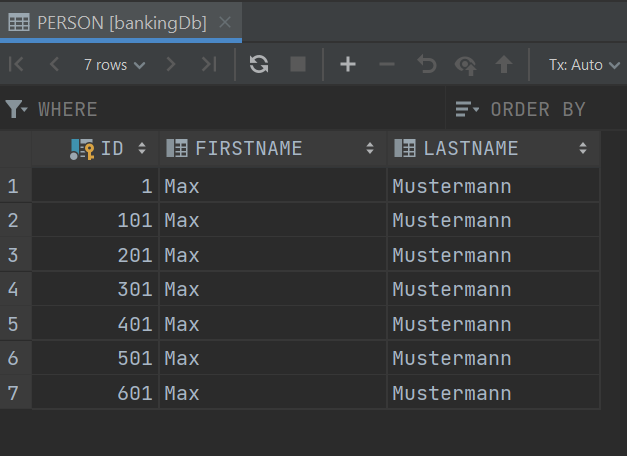 PERSON [bankingDb]
7 rows Tx: Auto
WHERE ORDER BY
ID FIRSTNAME LASTNAME
1 1 Max Mustermann
2 101 Max Mustermann
3 201 Max Mustermann
4 301 Max Mustermann
5 401 Max Mustermann
6 501 Max Mustermann
7 601 Max Mustermann